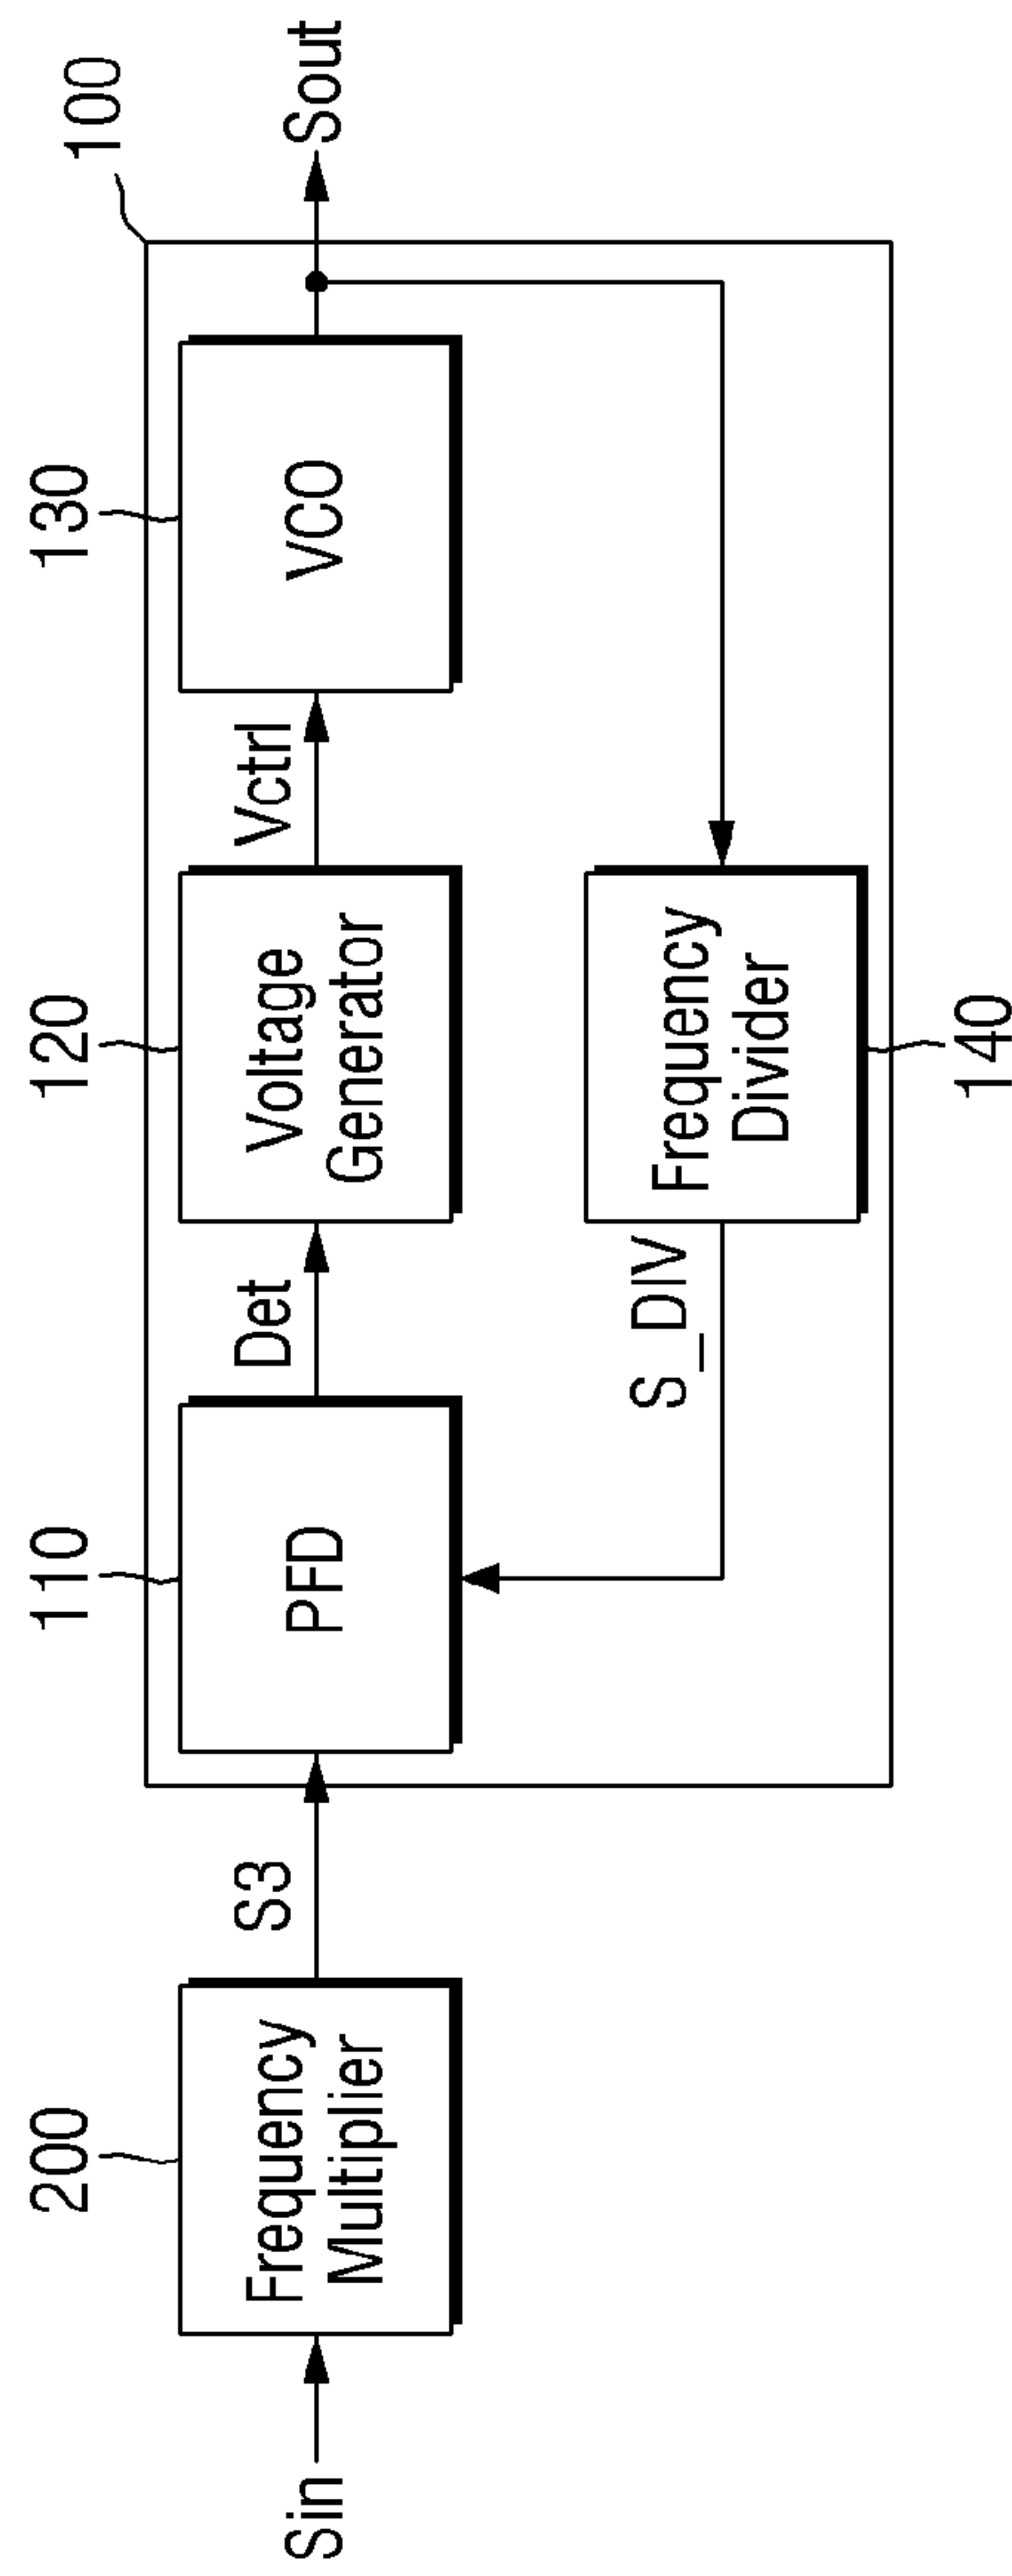 100
200
110
120
130
Sin
Frequency
Multiplier
S3
PFD
Det
Voltage
Generator
Vctrl
VCO
Sout
S_DIV
Frequency
Divider
140